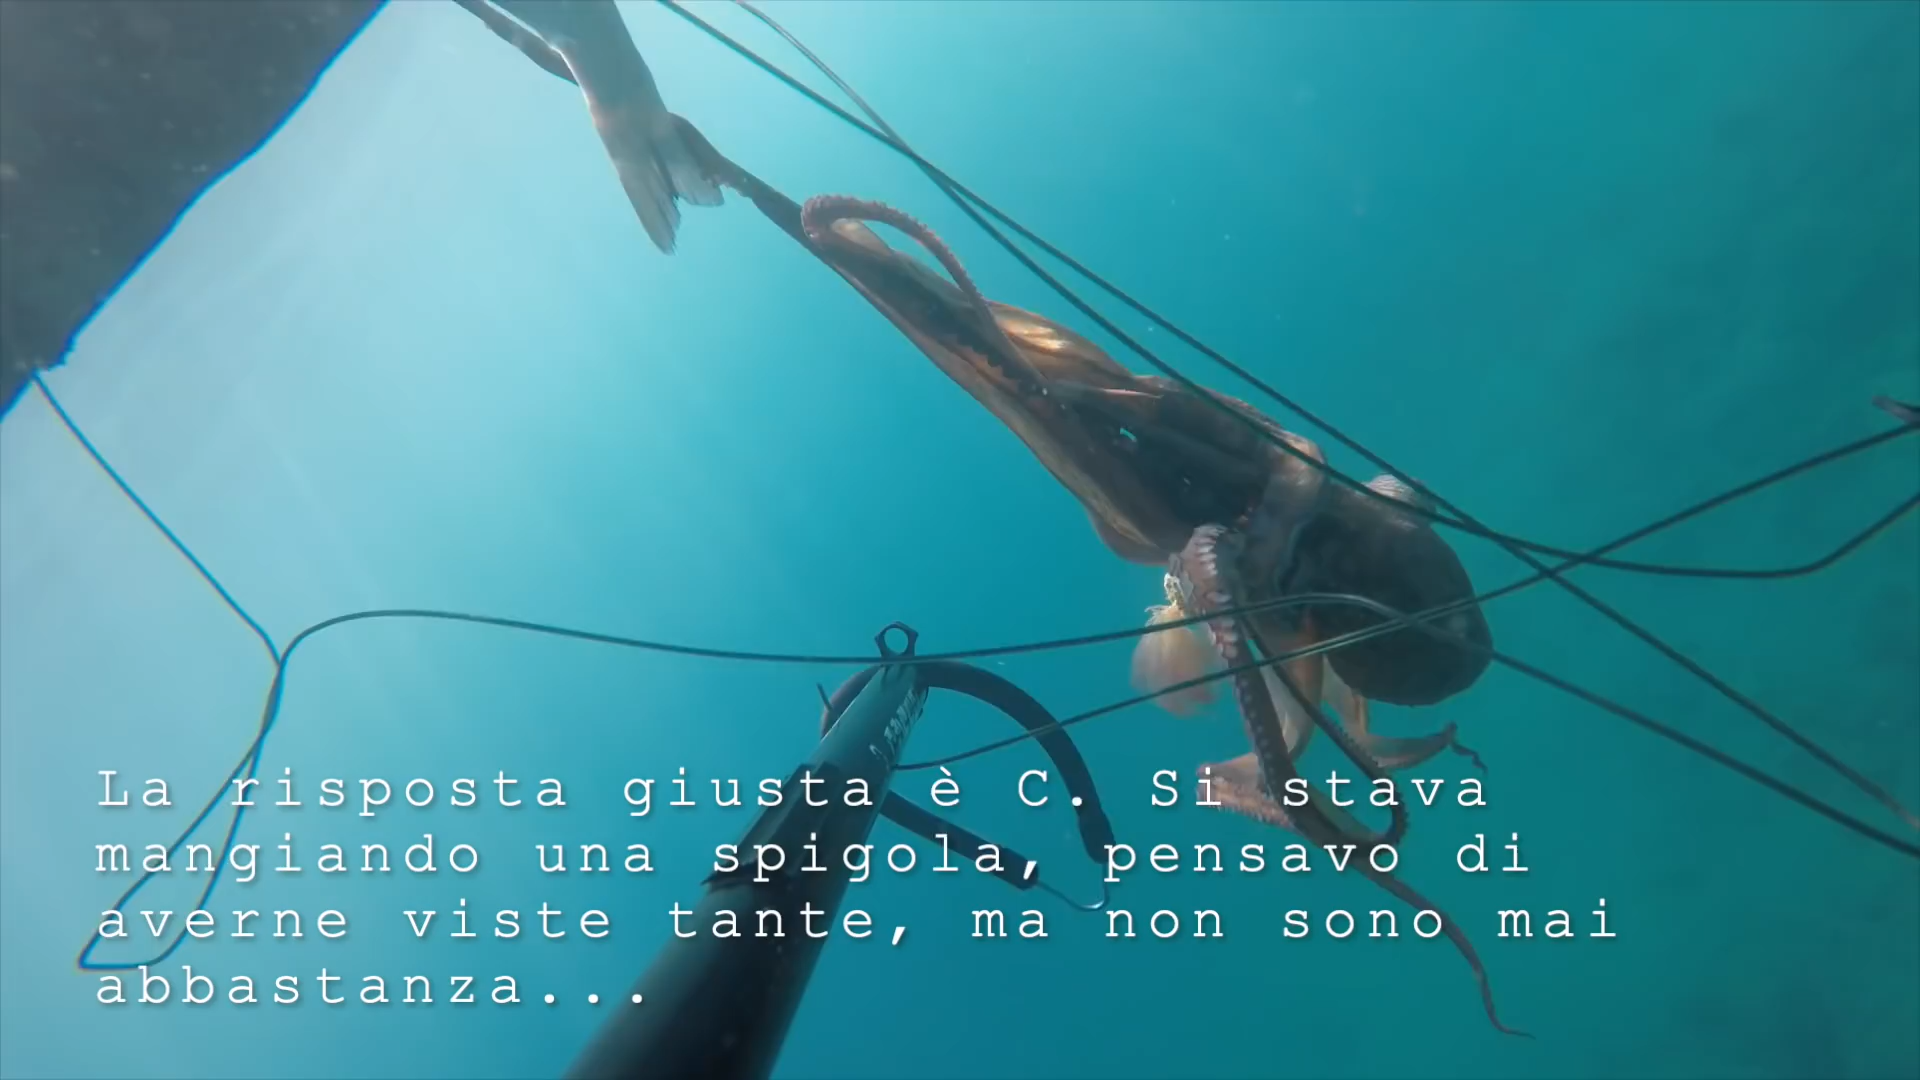 La risposta giusta è C. Si stava
mangiando una spigola, pensavo di
averne viste tante, ma non sono mai
abbastanza...